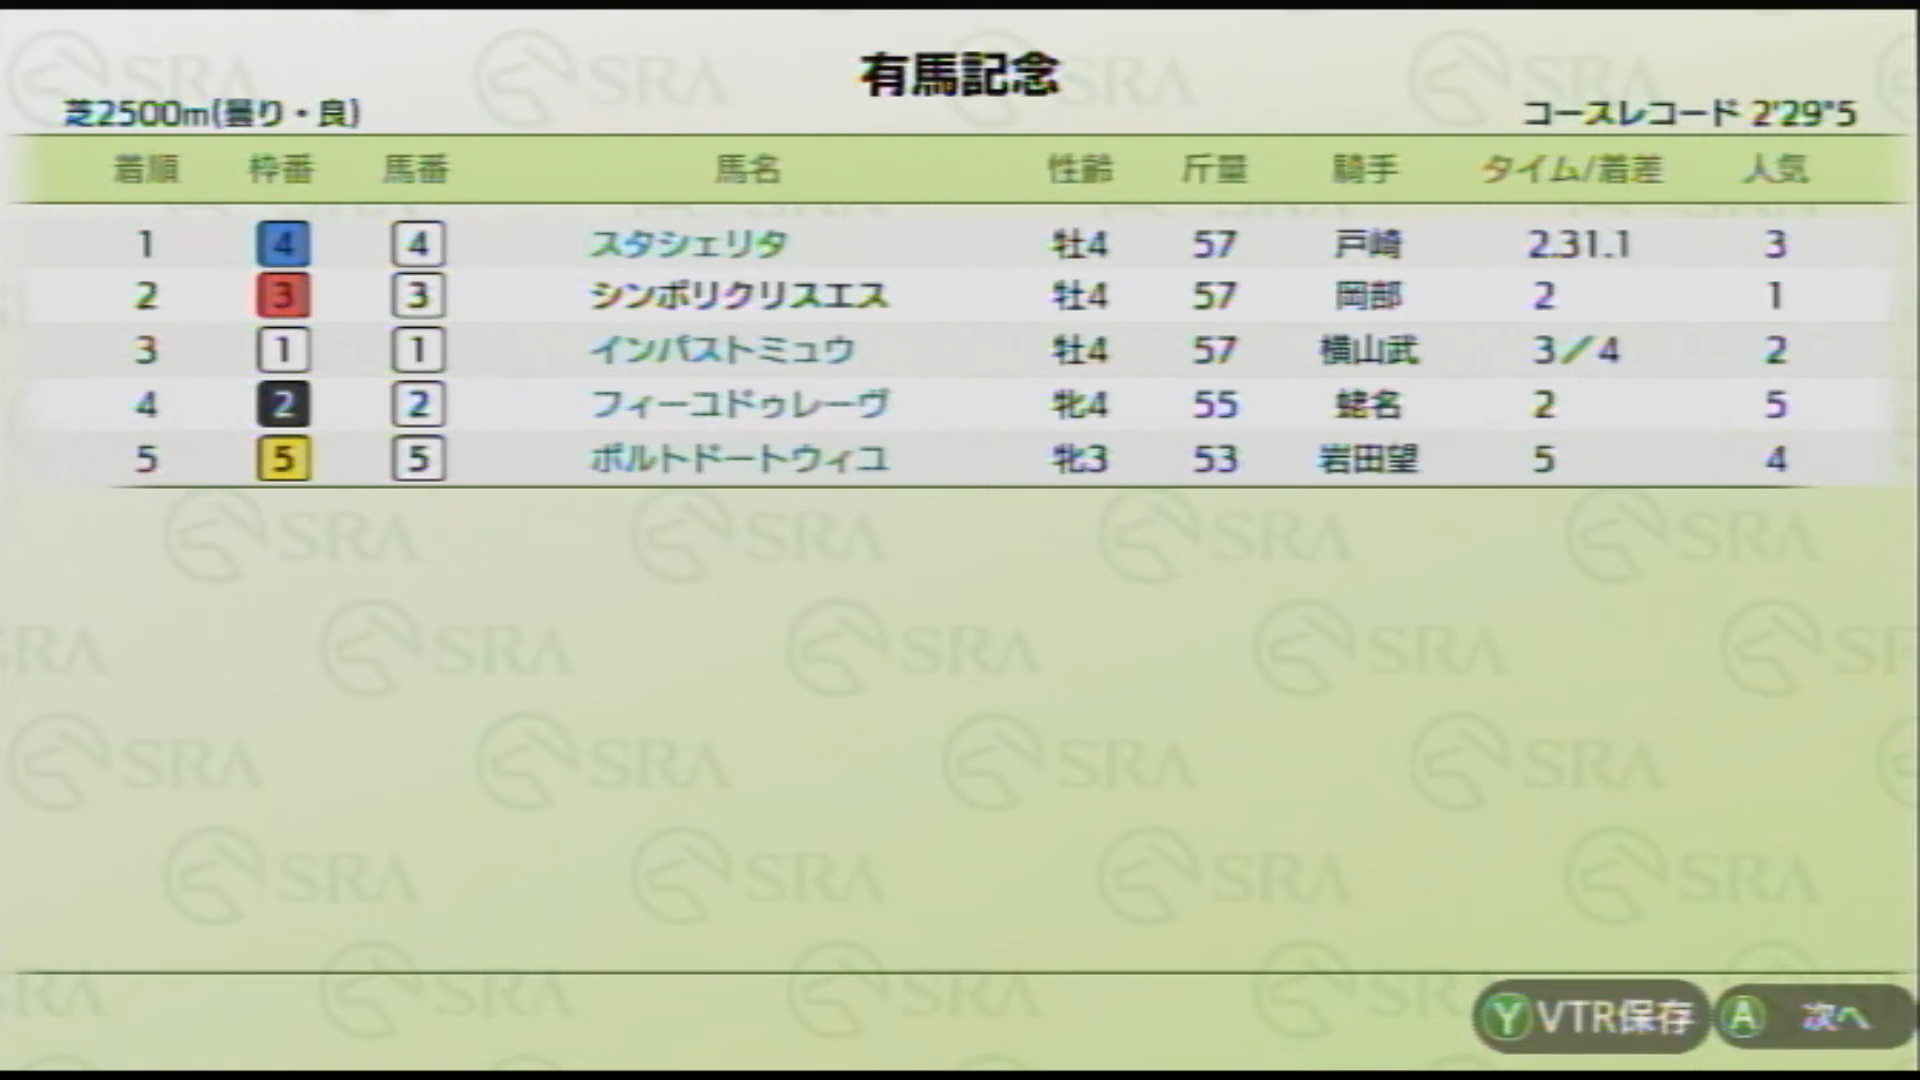 有馬記念
芝2500m(曇り・良)
コースレコード 2'29"5
着順 枠番 馬番 馬名 性齢 斤量 騎手 タイム/着差 人気
1 4 4 スタシェリタ 牡4 57 戸崎 2.31.1 3
2 3 3 シンボリクリスエス 牡4 57 岡部 2 1
3 1 1 インパストミュウ 牡4 57 横山武 3/4 2
4 2 2 フィーユドゥレーヴ 牝4 55 蛯名 2 5
5 5 5 ポルトドートウィユ 牝3 53 岩田望 5 4
SRA
Y VTR保存 A 次へ